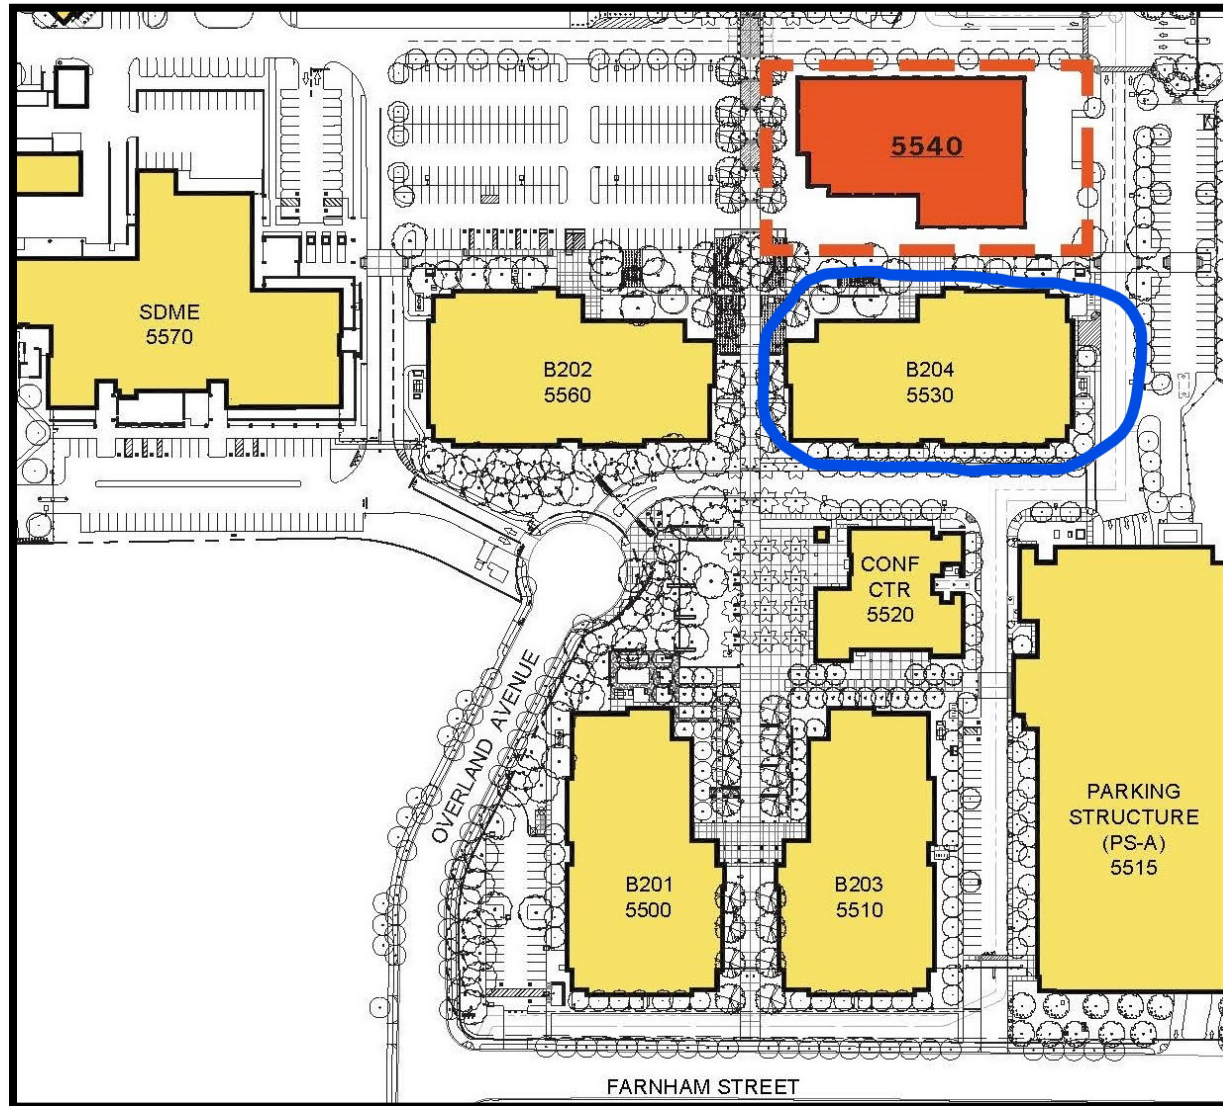 5540
SDME
5570
B202
5560
B204
5530
CONF
CTR
5520
OVERLAND AVENUE
PARKING
STRUCTURE
(PS-A)
5515
B201
5500
B203
5510
FARNHAM STREET